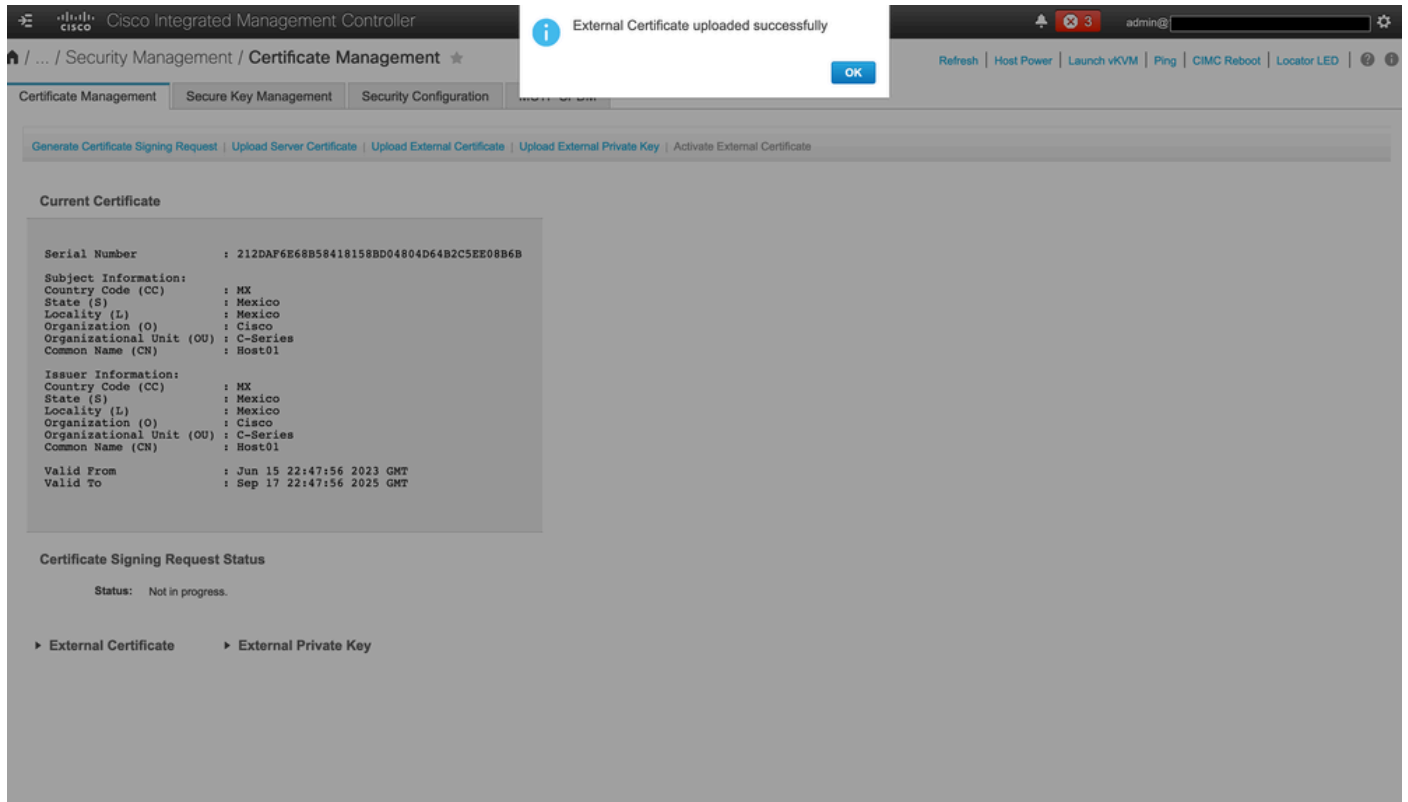 cisco Cisco Integrated Management Controller
External Certificate uploaded successfully
OK
3 admin@
/ ... / Security Management / Certificate Management
Refresh | Host Power | Launch vKVM | Ping | CIMC Reboot | Locator LED |
Certificate Management Secure Key Management Security Configuration
Generate Certificate Signing Request | Upload Server Certificate | Upload External Certificate | Upload External Private Key | Activate External Certificate
Current Certificate
Serial Number : 212DAF6E68B58418158BD04804D64B2C5EE08B6B
Subject Information:
Country Code (CC) : MX
State (S) : Mexico
Locality (L) : Mexico
Organization (O) : Cisco
Organizational Unit (OU) : C-Series
Common Name (CN) : Host01
Issuer Information:
Country Code (CC) : MX
State (S) : Mexico
Locality (L) : Mexico
Organization (O) : Cisco
Organizational Unit (OU) : C-Series
Common Name (CN) : Host01
Valid From : Jun 15 22:47:56 2023 GMT
Valid To : Sep 17 22:47:56 2025 GMT
Certificate Signing Request Status
Status: Not in progress.
External Certificate External Private Key